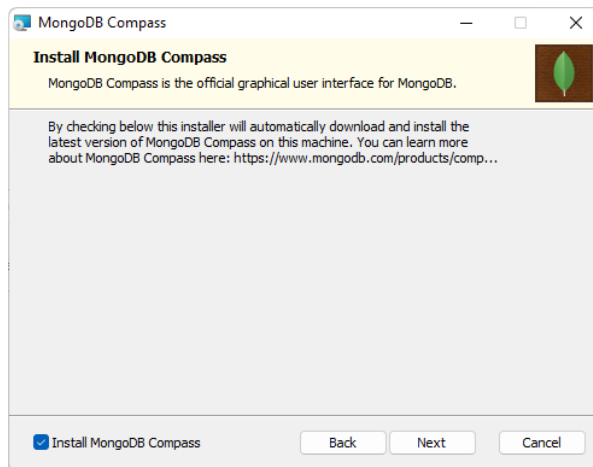 MongoDB Compass
Install MongoDB Compass
MongoDB Compass is the official graphical user interface for MongoDB.
By checking below this installer will automatically download and install the
latest version of MongoDB Compass on this machine. You can learn more
about MongoDB Compass here: https://www.mongodb.com/products/comp...
Install MongoDB Compass
Back
Next
Cancel